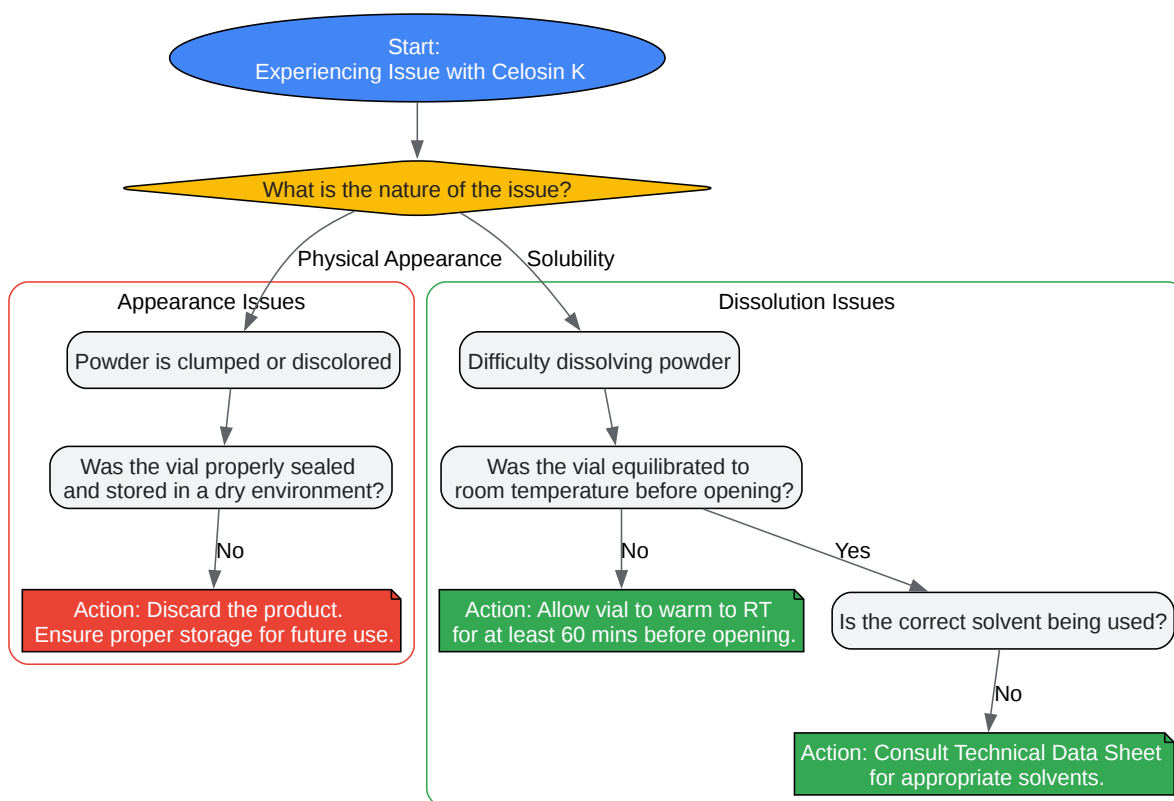 Start:
Experiencing Issue with Celosin K
What is the nature of the issue?
Physical Appearance
Solubility
Appearance Issues
Dissolution Issues
Powder is clumped or discolored
Difficulty dissolving powder
Was the vial properly sealed
and stored in a dry environment?
Was the vial equilibrated to
room temperature before opening?
No
No
Yes
Action: Discard the product.
Ensure proper storage for future use.
Action: Allow vial to warm to RT
for at least 60 mins before opening.
Is the correct solvent being used?
No
Action: Consult Technical Data Sheet
for appropriate solvents.